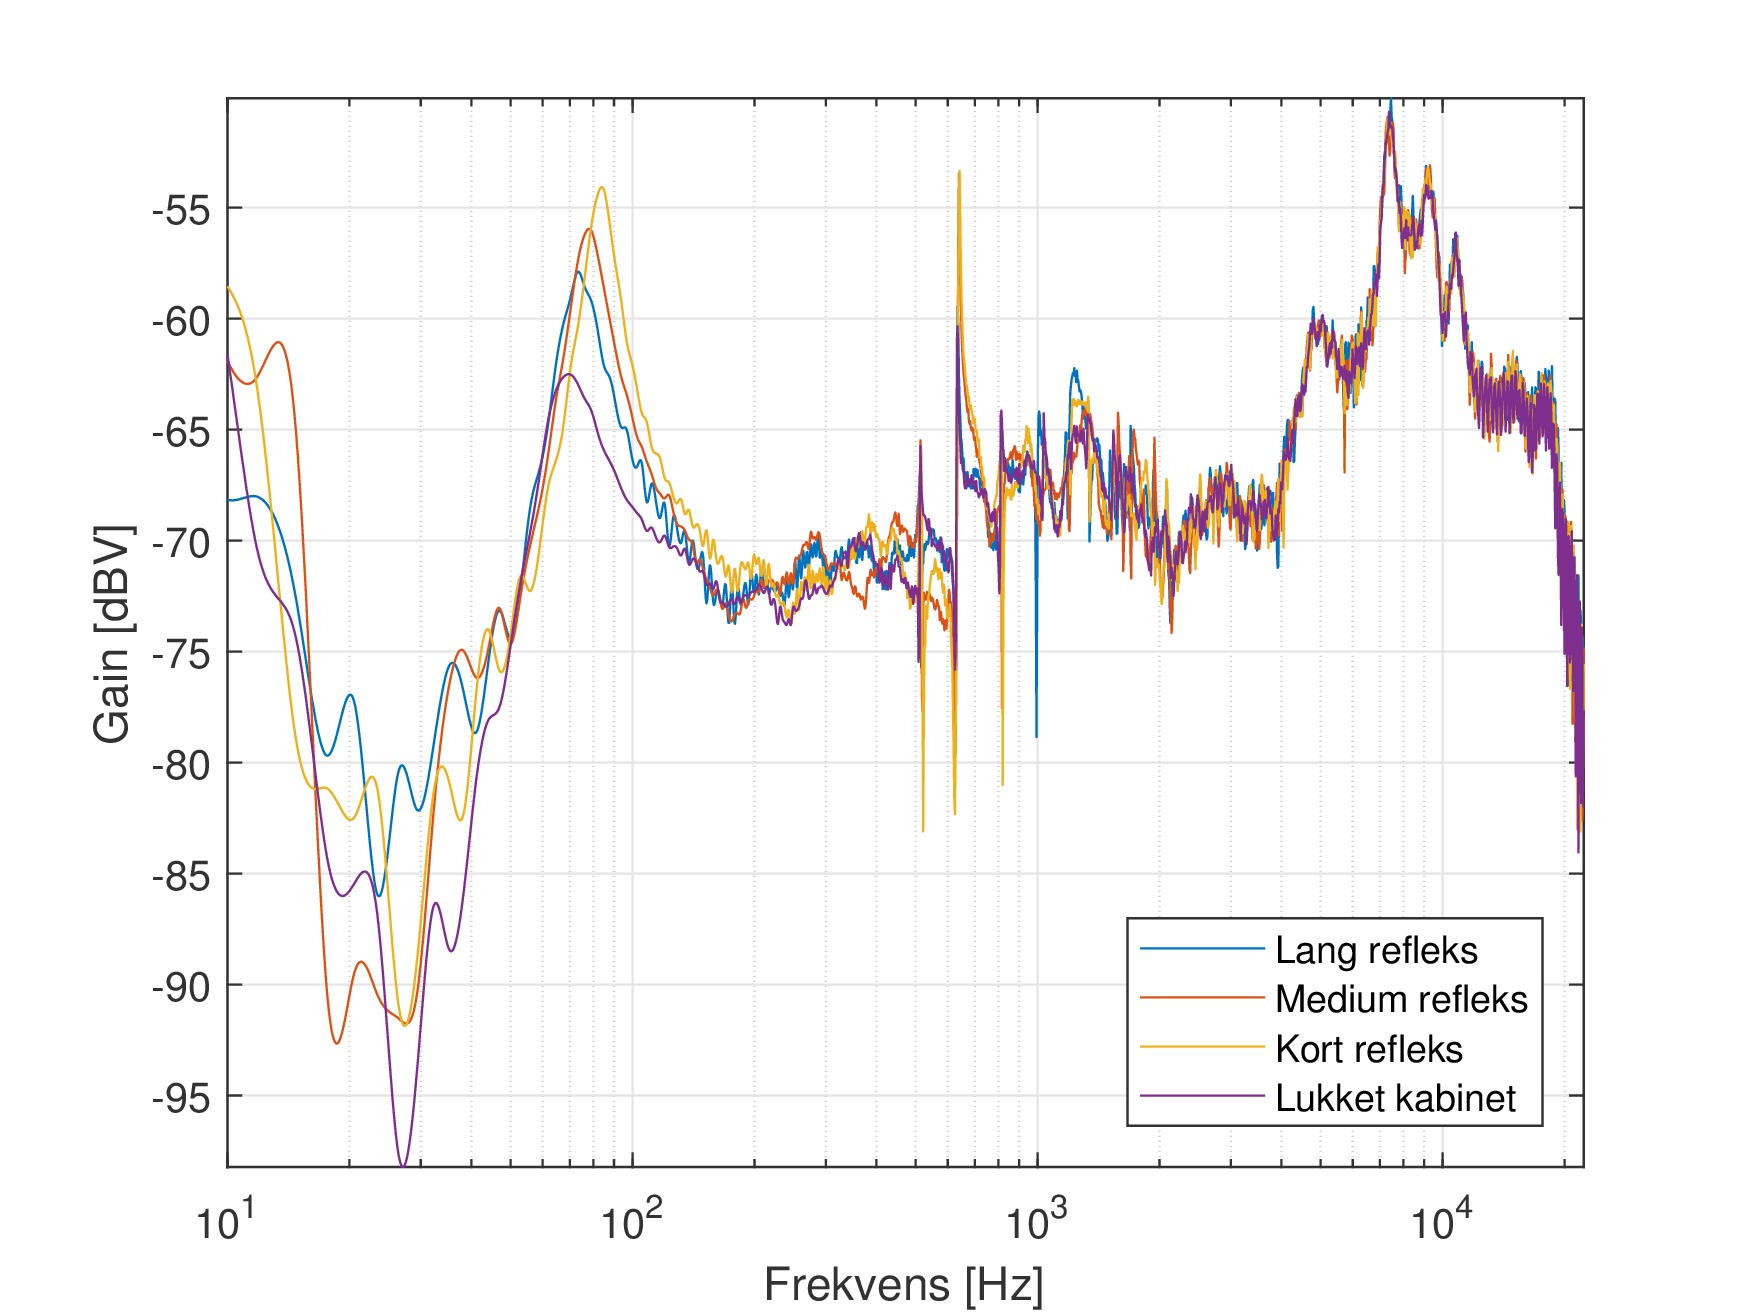 -55
-60
-65
-70
-75
-80
-85
-90
-95
Gain [dBV]
10^1
10^2
10^3
10^4
Frekvens [Hz]
Lang refleks
Medium refleks
Kort refleks
Lukket kabinet